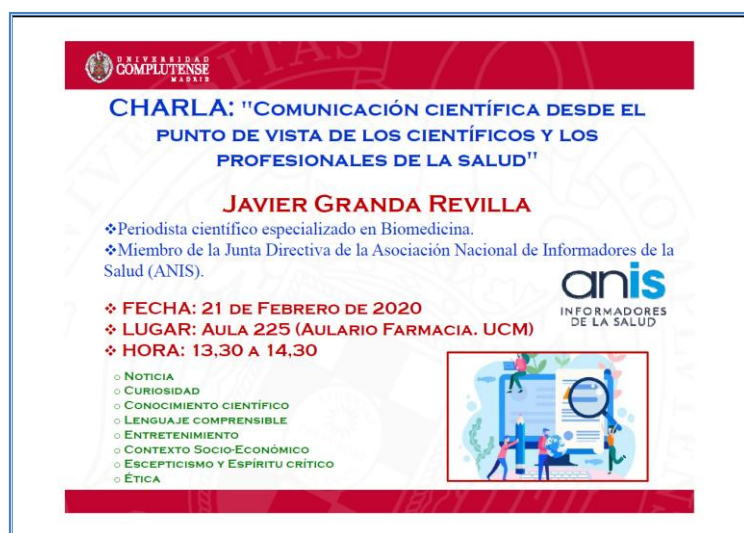 UNIVERSIDAD
COMPLUTENSE
MADRID
CHARLA: "COMUNICACIÓN CIENTÍFICA DESDE EL
PUNTO DE VISTA DE LOS CIENTÍFICOS Y LOS
PROFESIONALES DE LA SALUD"
JAVIER GRANDA REVILLA
❖Periodista científico especializado en Biomedicina.
❖Miembro de la Junta Directiva de la Asociación Nacional de Informadores de la
Salud (ANIS).
anis
INFORMADORES
DE LA SALUD
❖ FECHA: 21 DE FEBRERO DE 2020
❖ LUGAR: AULA 225 (AULARIO FARMACIA. UCM)
❖ HORA: 13,30 A 14,30
○ NOTICIA
○ CURIOSIDAD
○ CONOCIMIENTO CIENTÍFICO
○ LENGUAJE COMPRENSIBLE
○ ENTRETENIMIENTO
○ CONTEXTO SOCIO-ECONÓMICO
○ ESCEPTICISMO Y ESPÍRITU CRÍTICO
○ ÉTICA